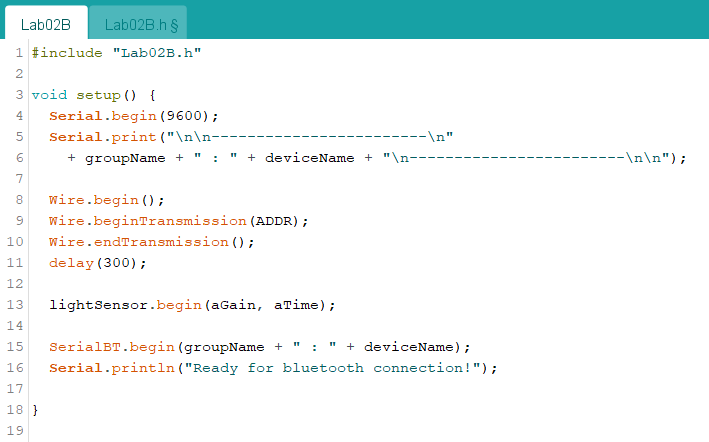 Lab02B
Lab02B.h §
1 #include "Lab02B.h"
2
3 void setup() {
4   Serial.begin(9600);
5   Serial.print("\n\n------------------------\n"
6     + groupName + " : " + deviceName + "\n------------------------\n\n");
7
8   Wire.begin();
9   Wire.beginTransmission(ADDR);
10   Wire.endTransmission();
11   delay(300);
12
13   lightSensor.begin(aGain, aTime);
14
15   SerialBT.begin(groupName + " : " + deviceName);
16   Serial.println("Ready for bluetooth connection!");
17
18 }
19